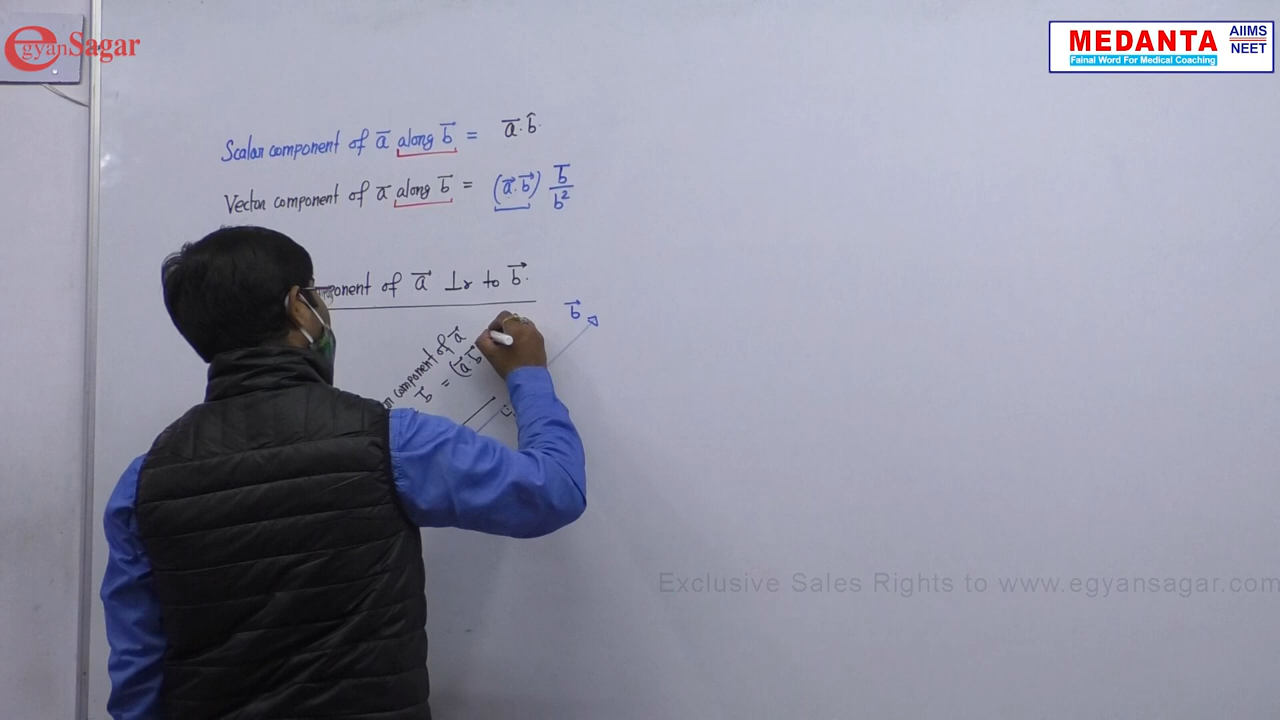 egyanSagar
MEDANTA
Fainal Word For Medical Coaching
AIIMS
NEET
Scalar component of a⃗ along b⃗ = a⃗·b̂
Vector component of a⃗ along b⃗ = (a⃗·b⃗) b⃗/b²
of a⃗ ⊥r to b⃗.
b⃗
component of a⃗
b⃗ = (a⃗·b⃗
Exclusive Sales Rights to www.egyansagar.com